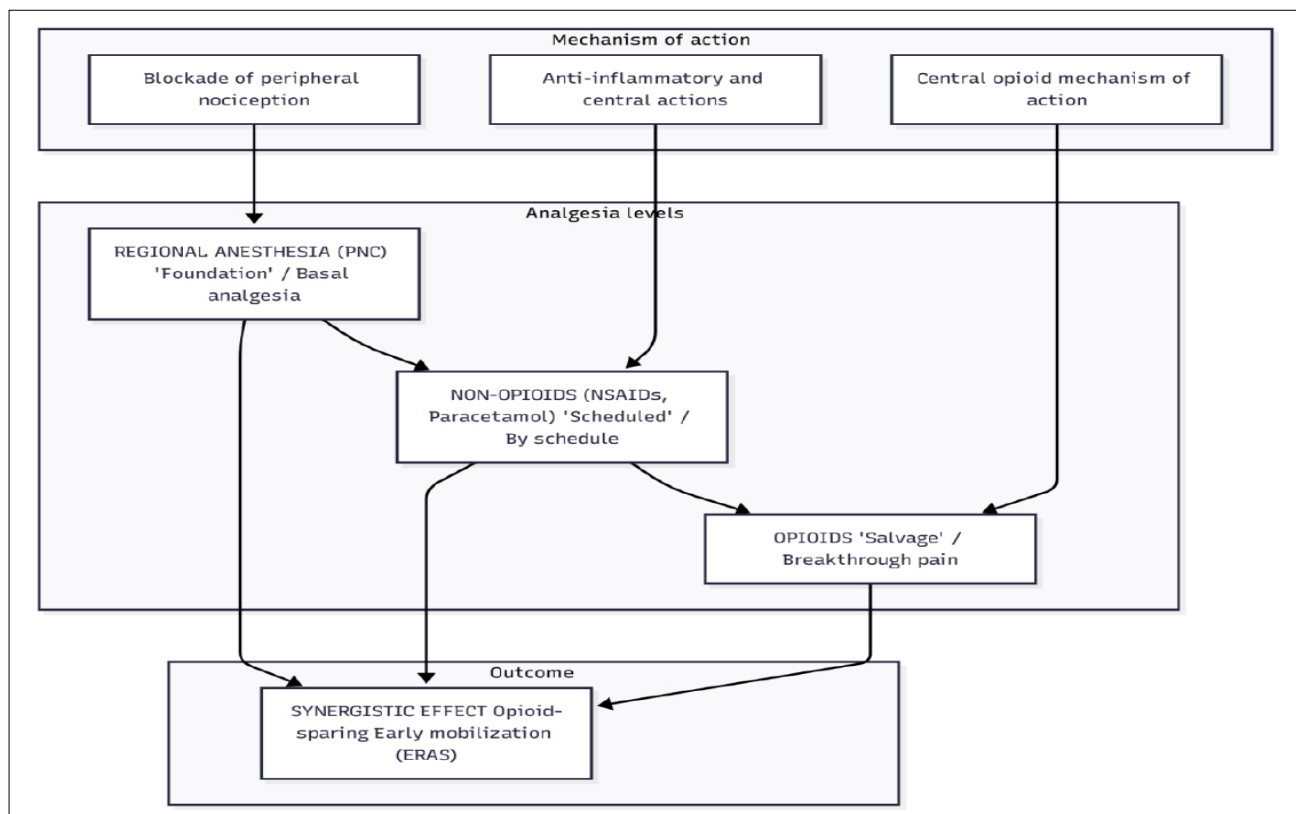 Mechanism of action
Blockade of peripheral
nociception
Anti-inflammatory and
central actions
Central opioid mechanism of
action
Analgesia levels
REGIONAL ANESTHESIA (PNC)
'Foundation' / Basal
analgesia
NON-OPIOIDS (NSAIDs,
Paracetamol) 'Scheduled' /
By schedule
OPIOIDS 'Salvage' /
Breakthrough pain
Outcome
SYNERGISTIC EFFECT Opioid-
sparing Early mobilization
(ERAS)